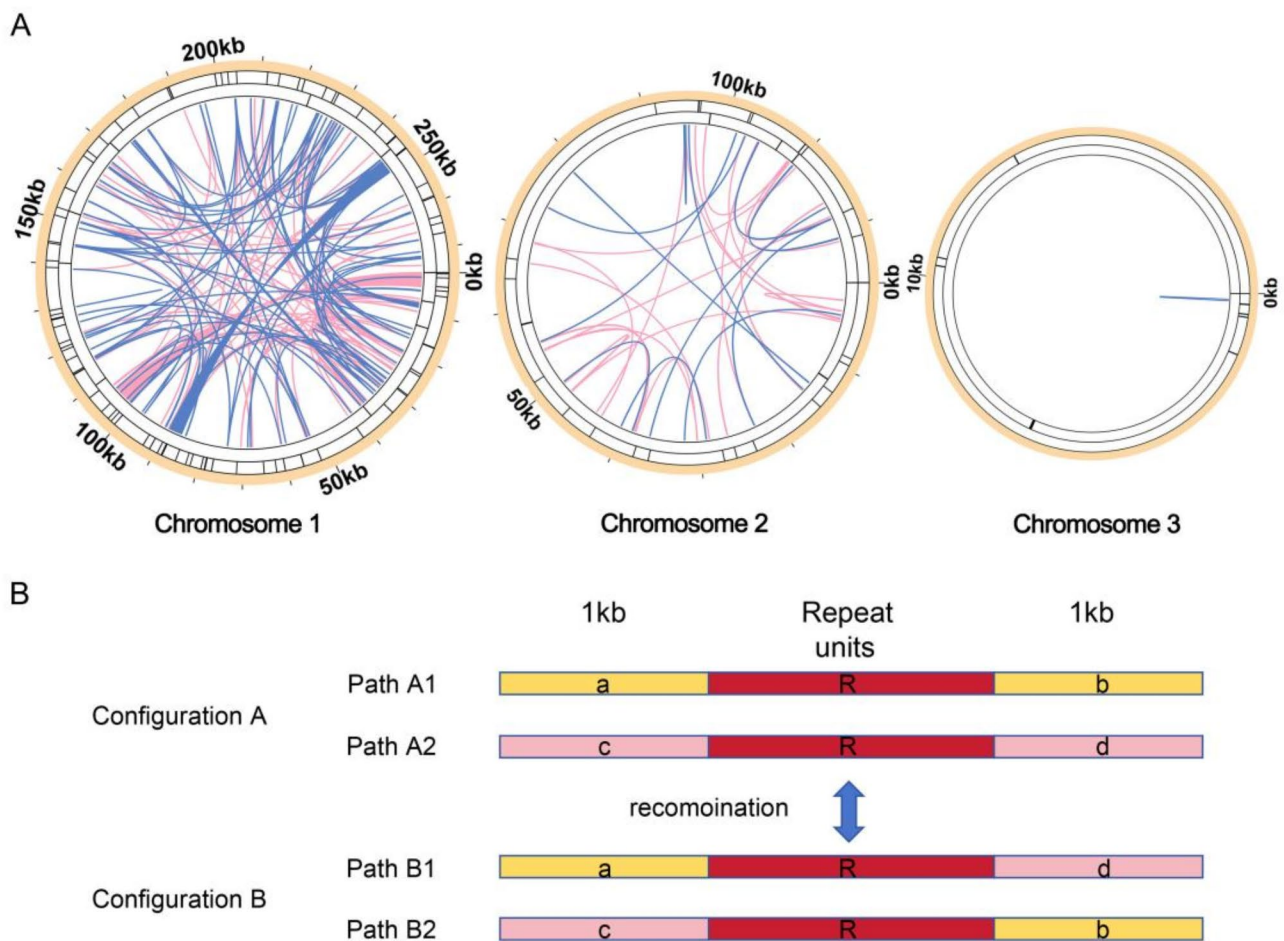 A
200kb
250kb
150kb
0kb
100kb
50kb
Chromosome 1
100kb
0kb
50kb
Chromosome 2
10kb
0kb
Chromosome 3
B
1kb
Repeat
units
1kb
Configuration A
Path A1
a
R
b
Path A2
c
R
d
recomoination
Configuration B
Path B1
a
R
d
Path B2
c
R
b